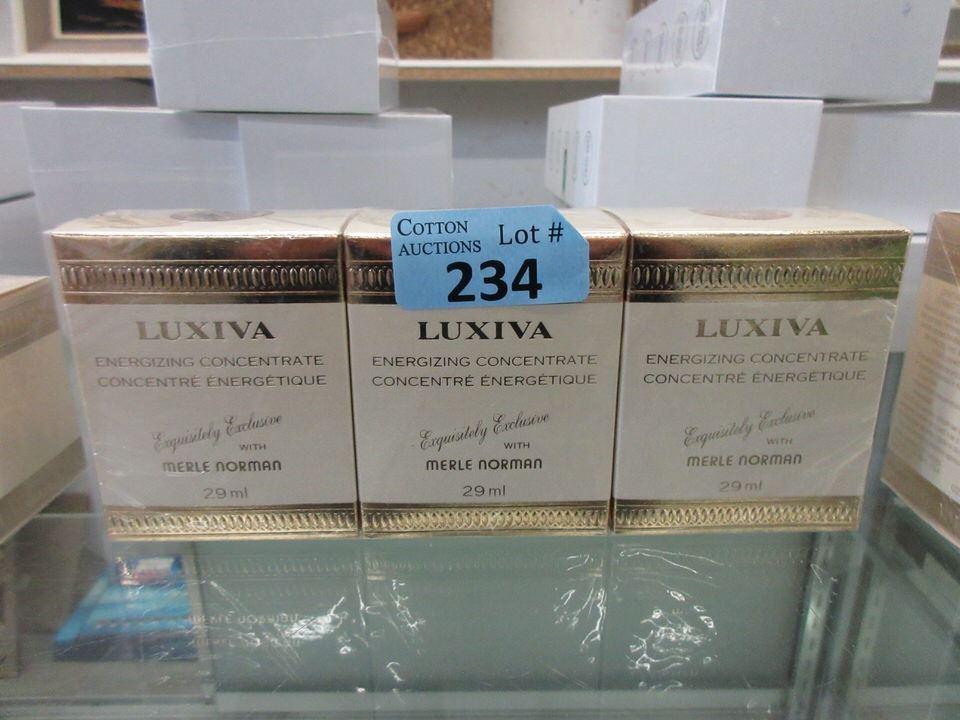 COTTON
AUCTIONS
Lot #
234
LUXIVA
ENERGIZING CONCENTRATE
CONCENTRÉ ÉNERGÉTIQUE
Exquisitely Exclusive
WITH
MERLE NORMAN
29 ml
LUXIVA
ENERGIZING CONCENTRATE
CONCENTRÉ ÉNERGÉTIQUE
Exquisitely Exclusive
WITH
MERLE NORMAN
29 ml
LUXIVA
ENERGIZING CONCENTRATE
CONCENTRÉ ÉNERGÉTIQUE
Exquisitely Exclusive
WITH
MERLE NORMAN
29 ml